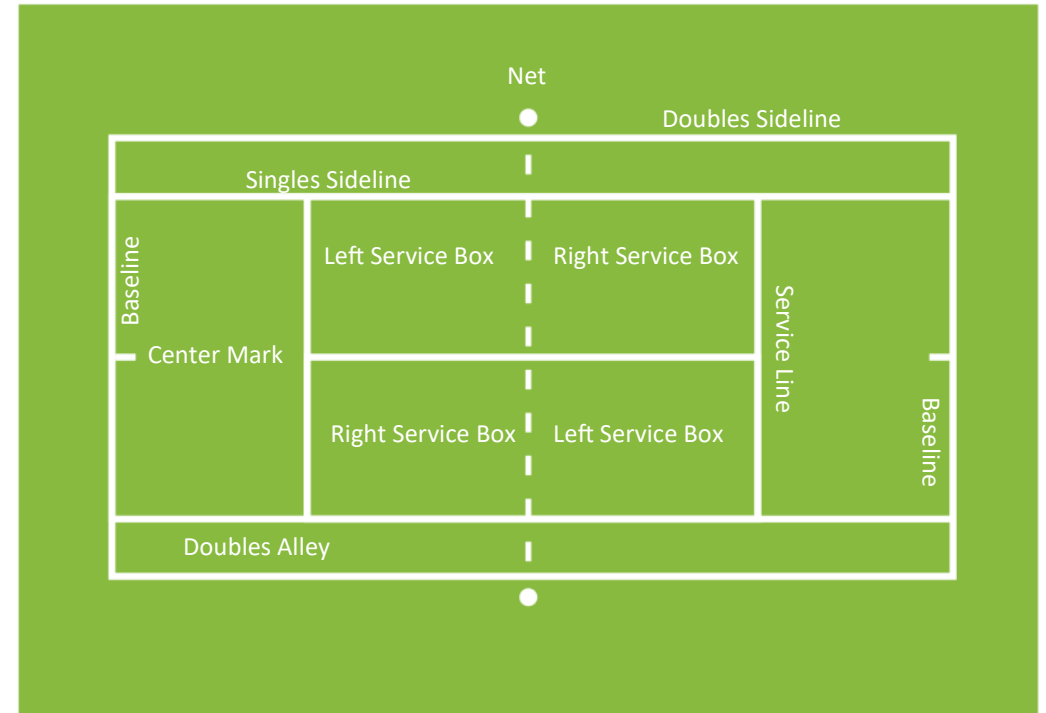 Net
Doubles Sideline
Singles Sideline
Baseline
Left Service Box
Right Service Box
Service Line
Center Mark
Right Service Box
Left Service Box
Baseline
Doubles Alley